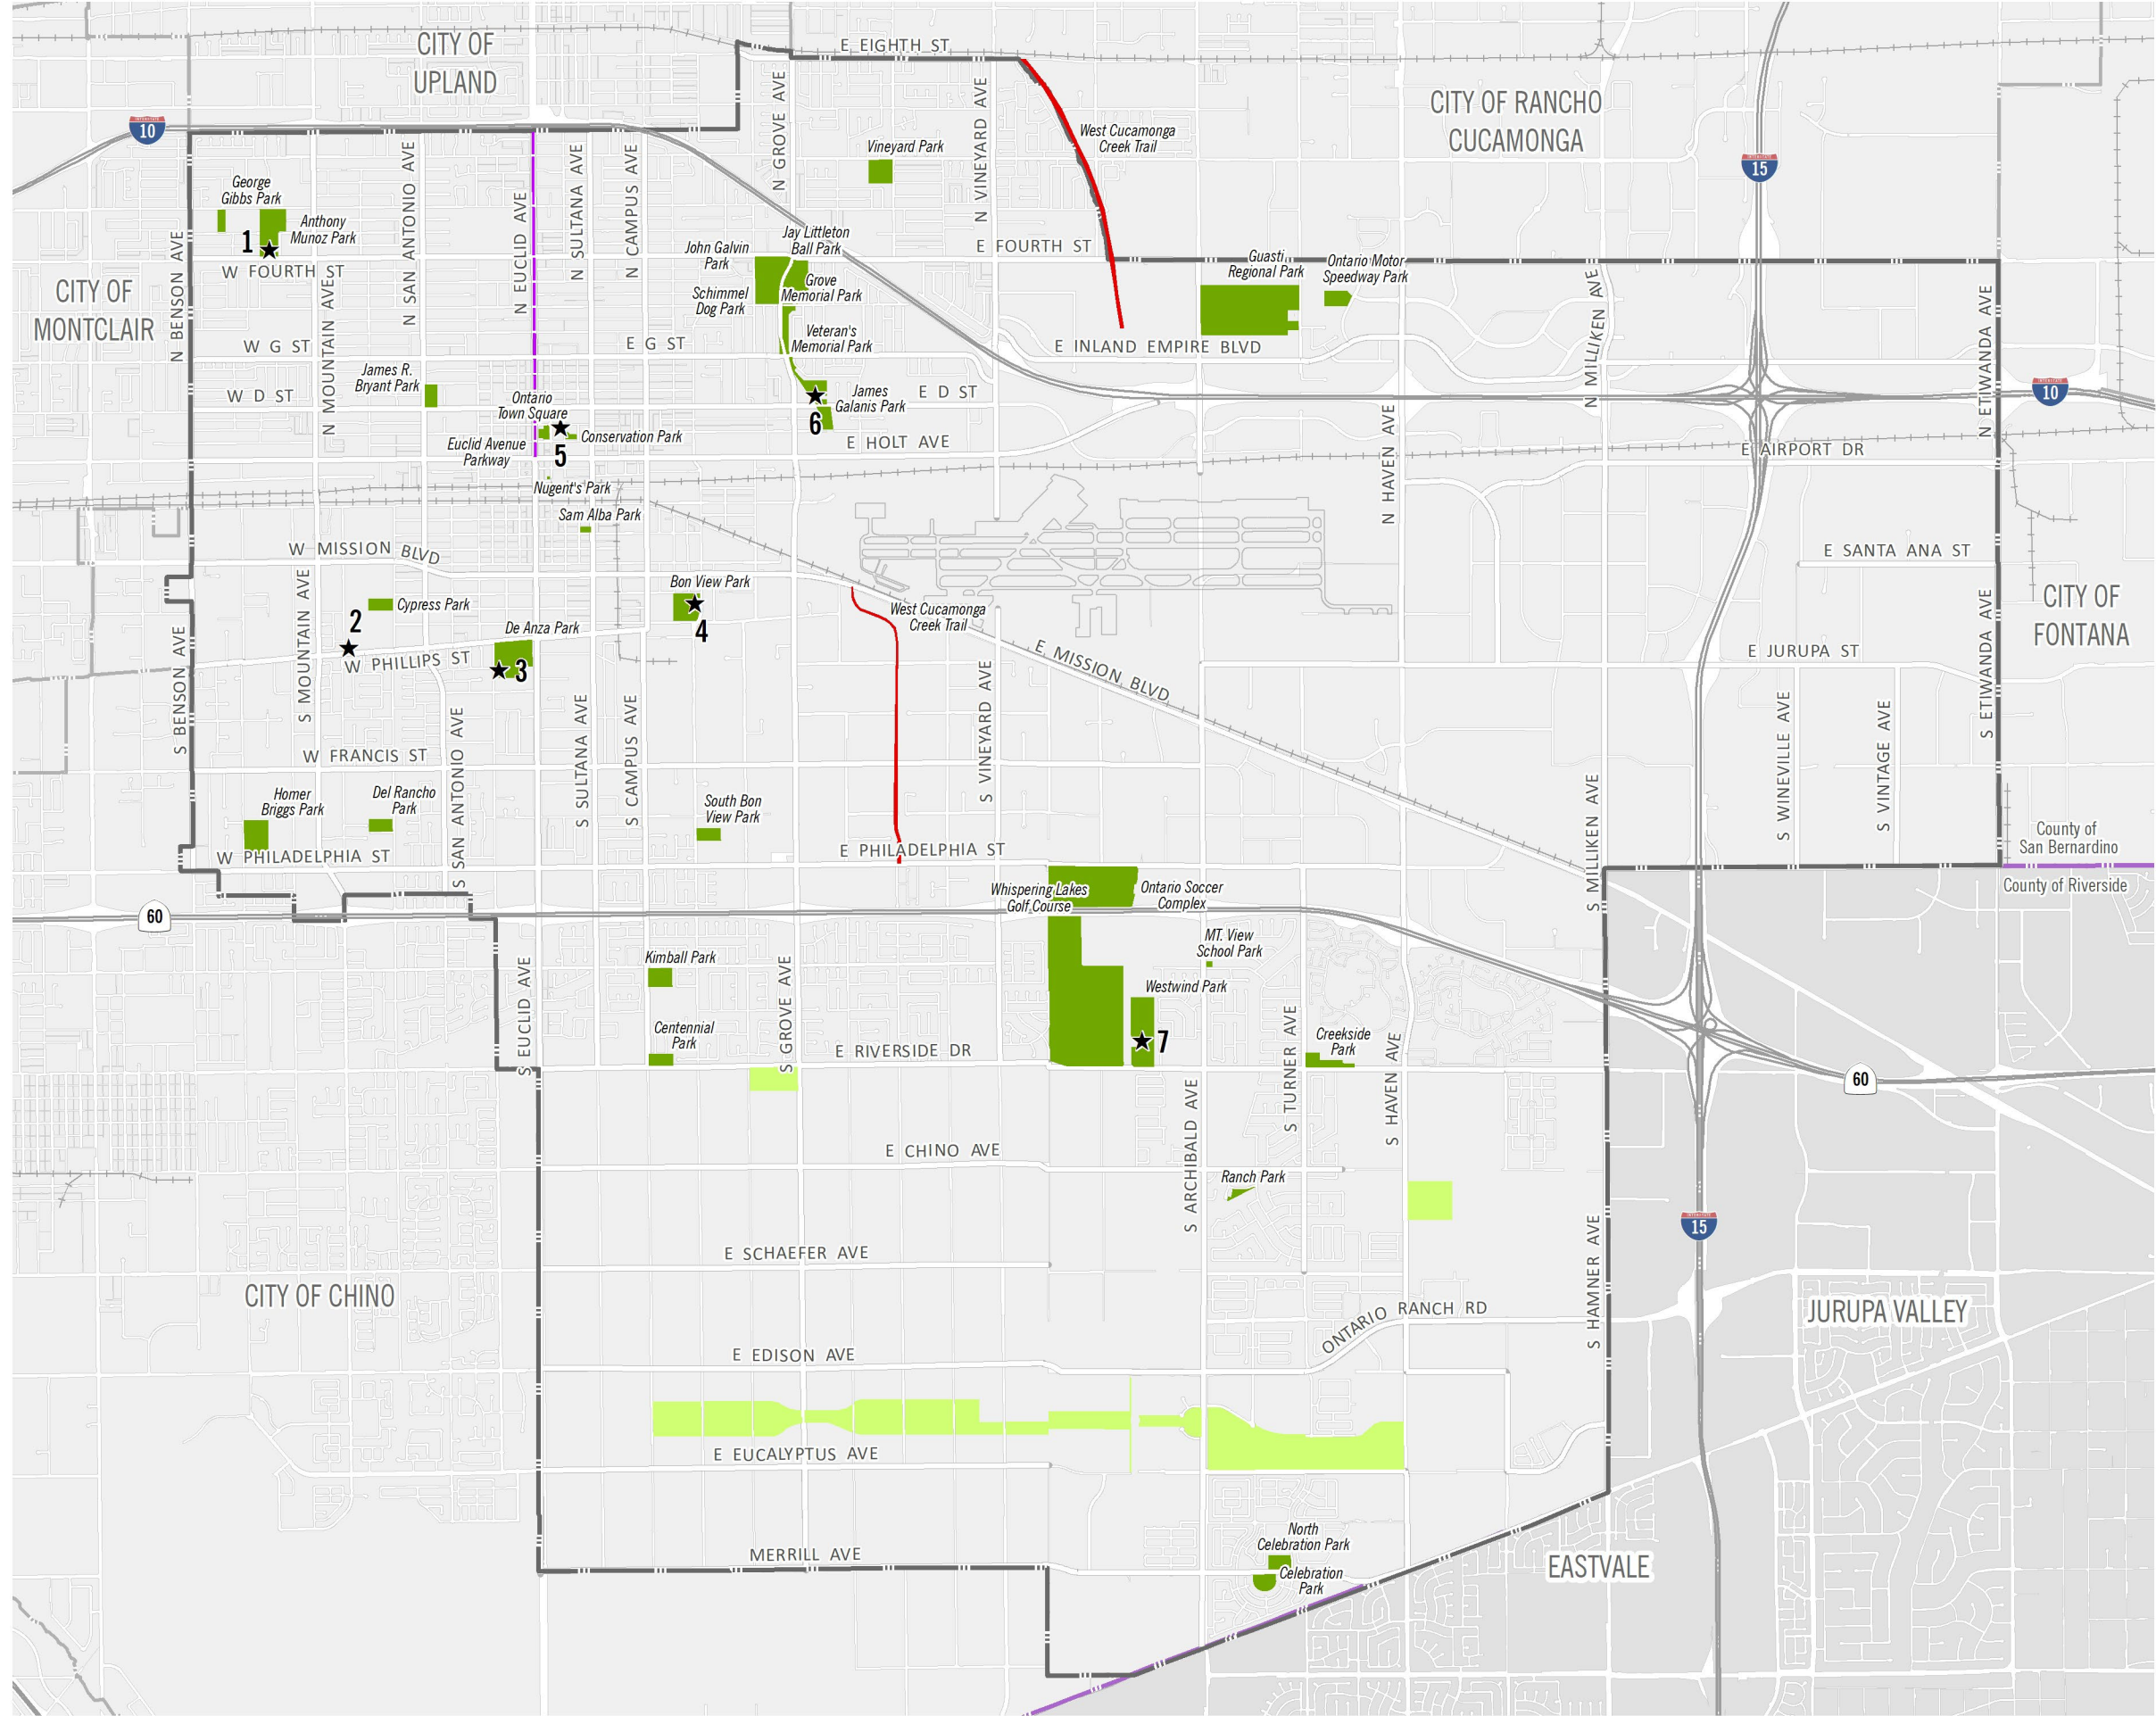 CITY OF
UPLAND
E EIGHTH ST
CITY OF RANCHO
CUCAMONGA
INTERSTATE
10
N GROVE AVE
N VINEYARD AVE
West Cucamonga
Creek Trail
Vineyard Park
INTERSTATE
15
George
Gibbs Park
Anthony
Munoz Park
1
W FOURTH ST
N BENSON AVE
N MOUNTAIN AVE
N SAN ANTONIO AVE
N EUCLID AVE
N SULTANA AVE
N CAMPUS AVE
John Galvin
Park
Jay Littleton
Ball Park
Schimmel
Dog Park
Grove
Memorial Park
Veteran's
Memorial Park
E FOURTH ST
Guasti
Regional Park
Ontario Motor
Speedway Park
N MILLIKEN AVE
N ETIWANDA AVE
CITY OF
MONTCLAIR
W G ST
E G ST
E INLAND EMPIRE BLVD
James R.
Bryant Park
W D ST
Ontario
Town Square
Euclid Avenue
Parkway
Conservation Park
5
James
Galanis Park
6
E D ST
E HOLT AVE
INTERSTATE
10
N HAVEN AVE
E AIRPORT DR
Nugent's Park
Sam Alba Park
W MISSION BLVD
E SANTA ANA ST
Bon View Park
4
CITY OF
FONTANA
S MOUNTAIN AVE
Cypress Park
2
De Anza Park
3
W PHILLIPS ST
West Cucamonga
Creek Trail
E MISSION BLVD
E JURUPA ST
S BENSON AVE
S SAN ANTONIO AVE
S SULTANA AVE
S CAMPUS AVE
S VINEYARD AVE
S ETIWANDA AVE
S WINEVILLE AVE
S VINTAGE AVE
W FRANCIS ST
Homer
Briggs Park
Del Rancho
Park
South Bon
View Park
S MILLIKEN AVE
County of
San Bernardino
W PHILADELPHIA ST
E PHILADELPHIA ST
County of Riverside
Whispering Lakes
Golf Course
Ontario Soccer
Complex
60
MT. View
School Park
Kimball Park
S EUCLID AVE
S GROVE AVE
Westwind Park
7
Centennial
Park
E RIVERSIDE DR
S TURNER AVE
Creekside
Park
S HAVEN AVE
60
S ARCHIBALD AVE
E CHINO AVE
Ranch Park
INTERSTATE
15
E SCHAEFER AVE
S HAMNER AVE
CITY OF CHINO
ONTARIO RANCH RD
JURUPA VALLEY
E EDISON AVE
E EUCALYPTUS AVE
MERRILL AVE
North
Celebration Park
Celebration
Park
EASTVALE